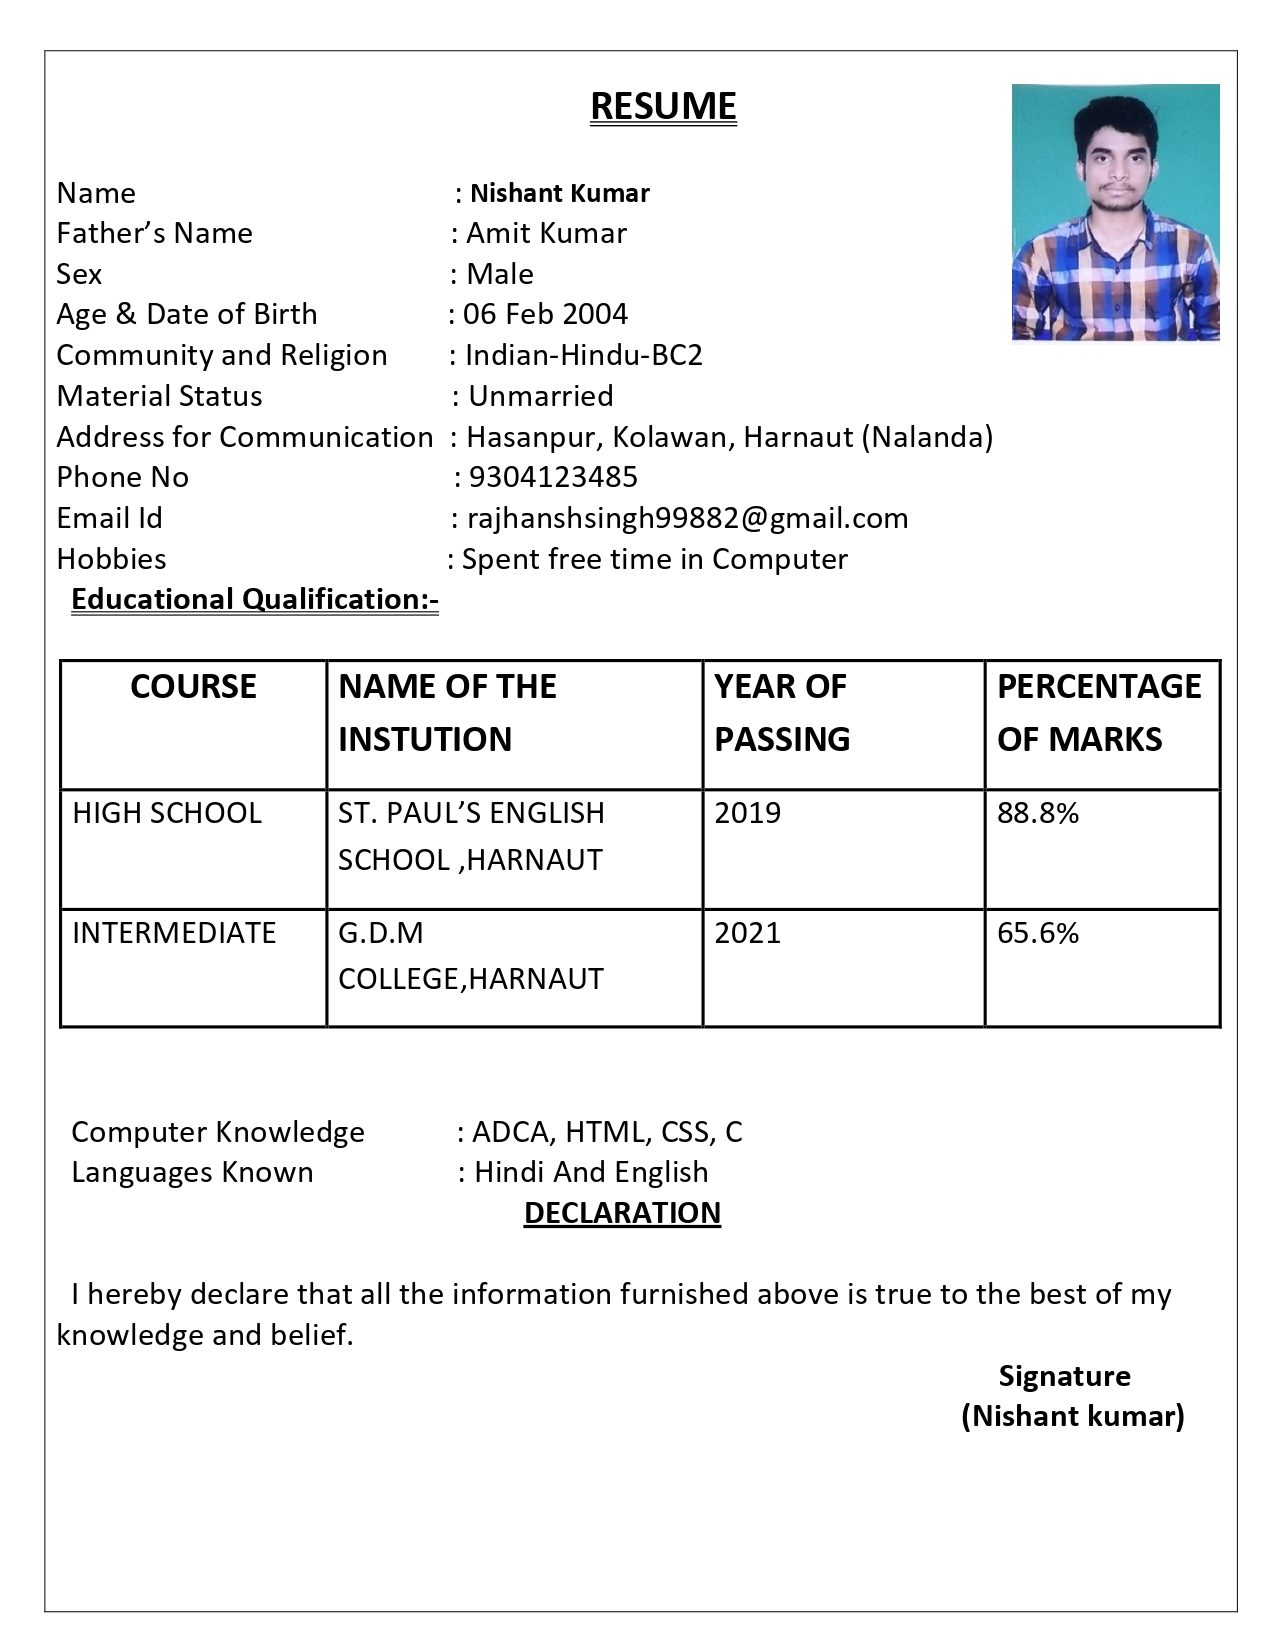 RESUME
Name : Nishant Kumar
Father’s Name : Amit Kumar
Sex : Male
Age & Date of Birth : 06 Feb 2004
Community and Religion : Indian-Hindu-BC2
Material Status : Unmarried
Address for Communication : Hasanpur, Kolawan, Harnaut (Nalanda)
Phone No : 9304123485
Email Id : rajhanshsingh99882@gmail.com
Hobbies : Spent free time in Computer
Educational Qualification:-
COURSE NAME OF THE YEAR OF PERCENTAGE
INSTUTION PASSING OF MARKS
HIGH SCHOOL ST. PAUL’S ENGLISH 2019 88.8%
SCHOOL ,HARNAUT
INTERMEDIATE G.D.M 2021 65.6%
COLLEGE,HARNAUT
Computer Knowledge : ADCA, HTML, CSS, C
Languages Known : Hindi And English
DECLARATION
I hereby declare that all the information furnished above is true to the best of my
knowledge and belief.
Signature
(Nishant kumar)